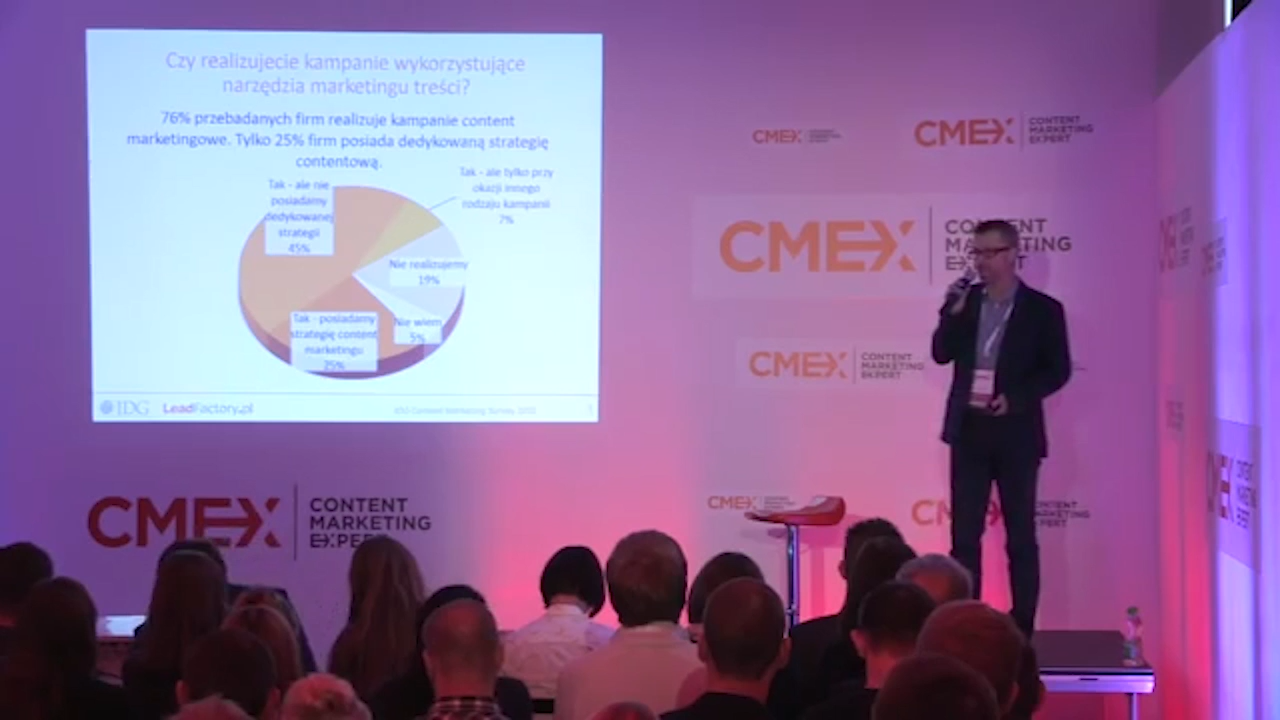 Czy realizujecie kampanie wykorzystujące
narzędzia marketingu treści?
76% przebadanych firm realizuje kampanie content
marketingowe. Tylko 25% firm posiada dedykowaną strategię
contentową.
Tak - ale nie
posiadamy
dedykowanej
strategii
45%
Tak - ale tylko przy
okazji innego
rodzaju kampanii
7%
Nie realizujemy
19%
Nie wiem
5%
Tak - posiadamy
strategię content
marketingu
25%
IDG LeadFactory.pl
CMEX
CMEX CONTENT
MARKETING
EXPERT
CMEX CONTENT
MARKETING
EXPERT
CMEX CONTENT
MARKETING
EXPERT
CMEX
CMEX
CMEX CONTENT
MARKETING
EXPERT